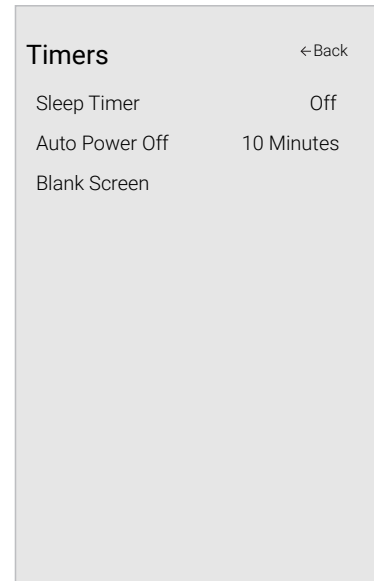 Timers ←Back
Sleep Timer Off
Auto Power Off 10 Minutes
Blank Screen